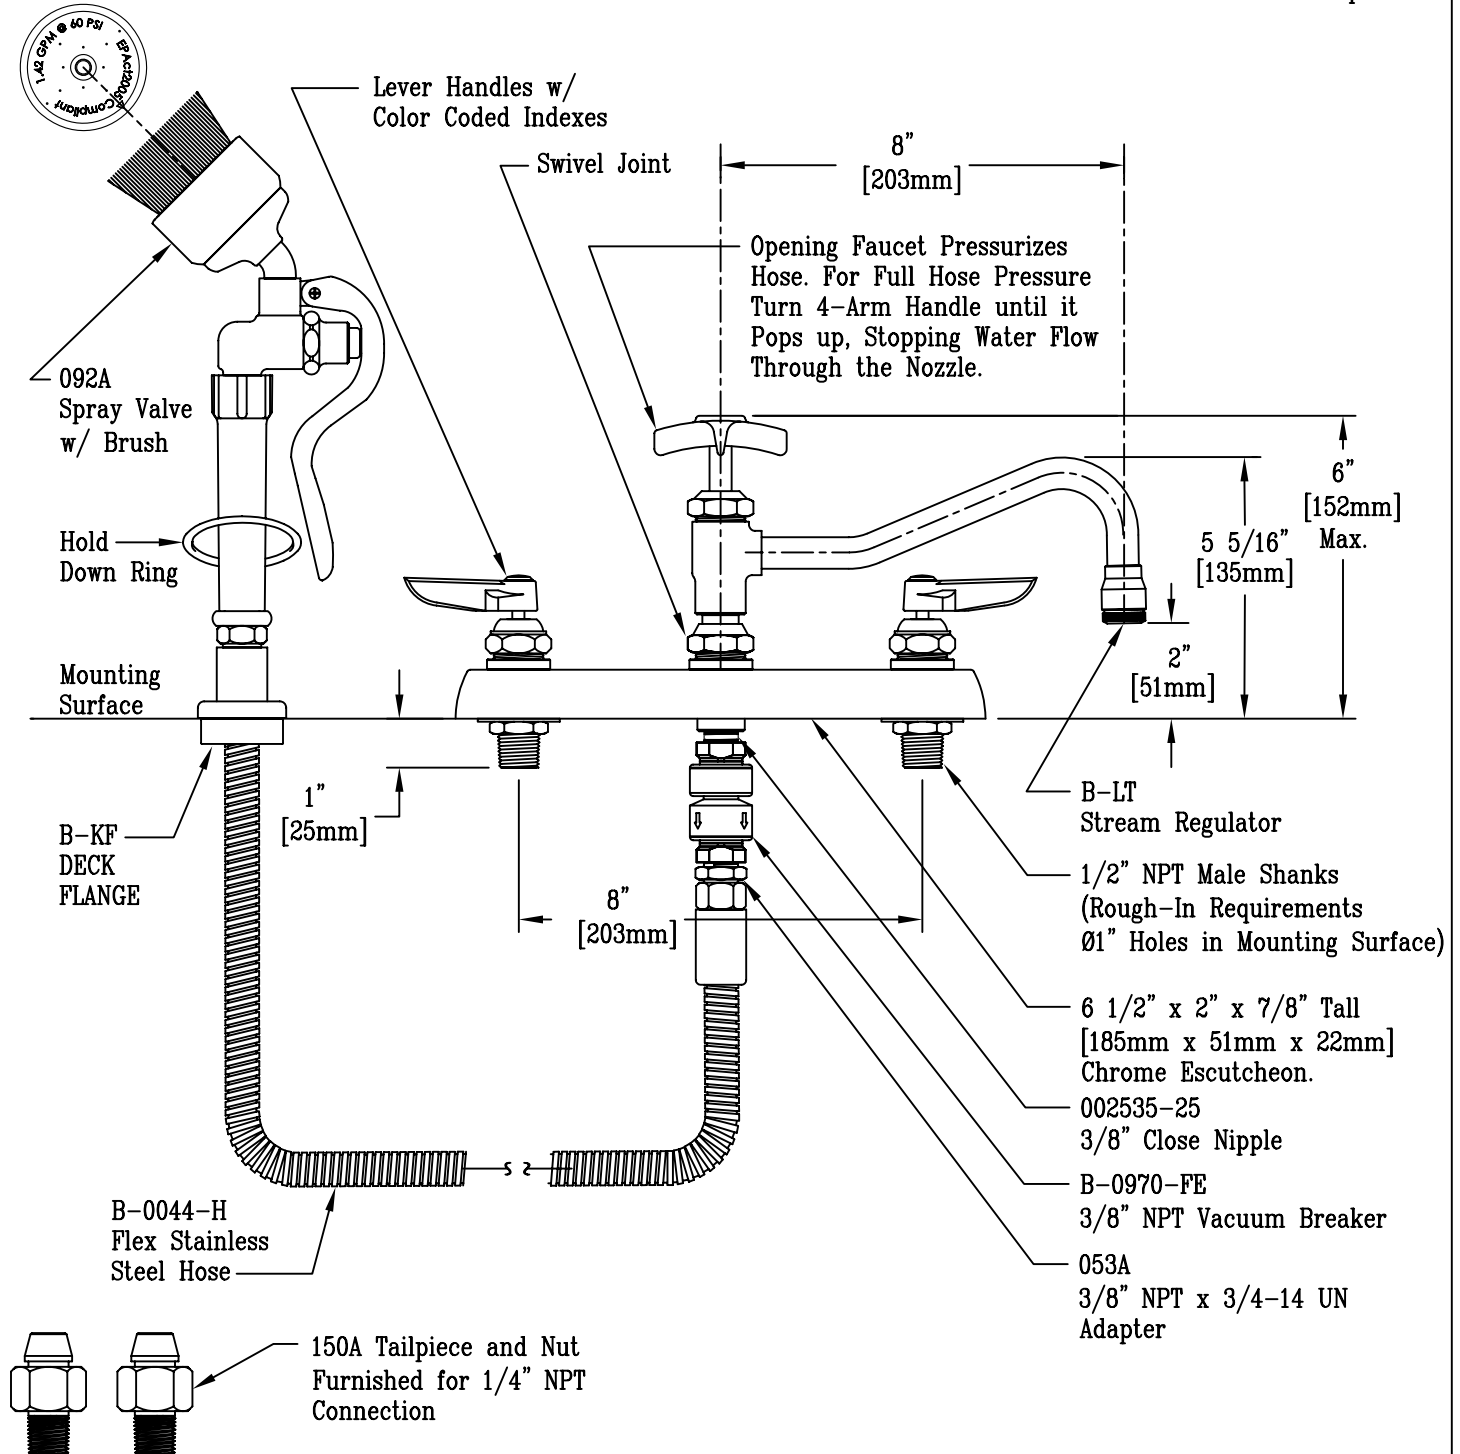 1.42 GPM @ 60 PSI
EPAct2005 Compliant
Lever Handles w/
Color Coded Indexes
Swivel Joint
8"
[203mm]
Opening Faucet Pressurizes
Hose. For Full Hose Pressure
Turn 4-Arm Handle until it
Pops up, Stopping Water Flow
Through the Nozzle.
092A
Spray Valve
w/ Brush
6"
[152mm]
Max.
5 5/16"
[135mm]
Hold
Down Ring
2"
[51mm]
Mounting
Surface
1"
[25mm]
B-KF
DECK
FLANGE
8"
[203mm]
B-LT
Stream Regulator
1/2" NPT Male Shanks
(Rough-In Requirements
Ø1" Holes in Mounting Surface)
6 1/2" x 2" x 7/8" Tall
[185mm x 51mm x 22mm]
Chrome Escutcheon.
002535-25
3/8" Close Nipple
B-0970-FE
3/8" NPT Vacuum Breaker
053A
3/8" NPT x 3/4-14 UN
Adapter
B-0044-H
Flex Stainless
Steel Hose
150A Tailpiece and Nut
Furnished for 1/4" NPT
Connection